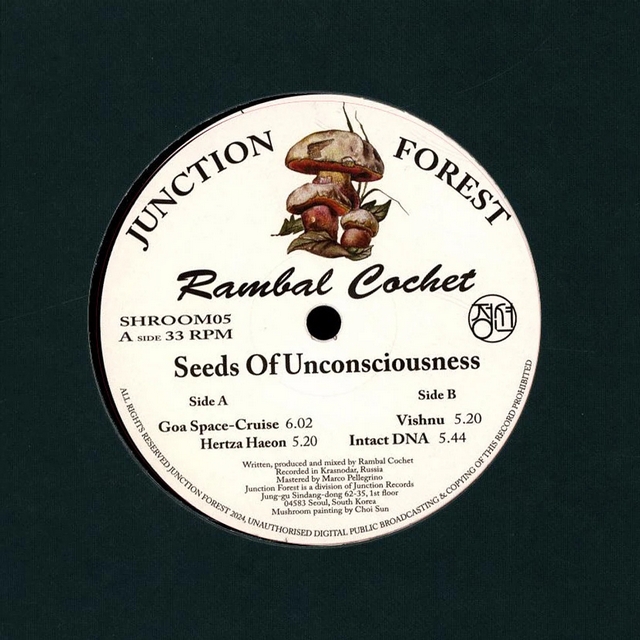 JUNCTION FOREST
Rambal Cochet
SHROOM05
A SIDE 33 RPM
Seeds Of Unconsciousness
Side A
Goa Space-Cruise 6.02
Hertza Haeon 5.20
Side B
Vishnu 5.20
Intact DNA 5.44
Written, produced and mixed by Rambal Cochet
Recorded in Krasnodar, Russia
Mastered by Marco Pellegrino
Junction Forest is a division of Junction Records
Jung-gu Sindang-dong 62-35, 1st floor
04583 Seoul, South Korea
Mushroom painting by Choi Sun
ALL RIGHTS RESERVED JUNCTION FOREST 2024, UNAUTHORISED DIGITAL PUBLIC BROADCASTING & COPYING OF THIS RECORD PROHIBITED